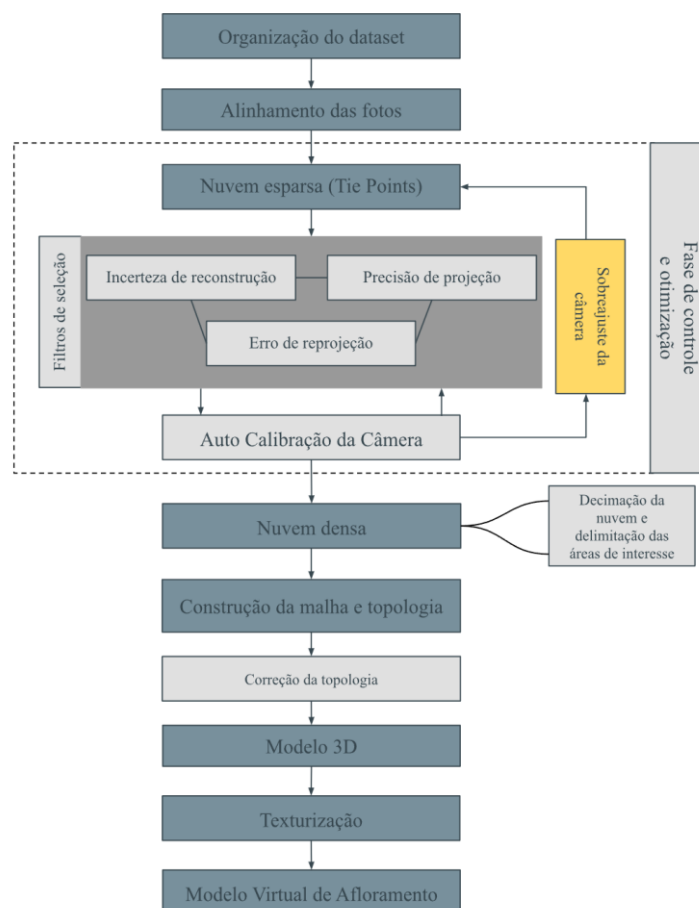 Organização do dataset
Alinhamento das fotos
Nuvem esparsa (Tie Points)
Filtros de seleção
Incerteza de reconstrução
Precisão de projeção
Erro de reprojeção
Sobreajuste da
câmera
Fase de controle
e otimização
Auto Calibração da Câmera
Nuvem densa
Decimação da
nuvem e
delimitação das
áreas de interesse
Construção da malha e topologia
Correção da topologia
Modelo 3D
Texturização
Modelo Virtual de Afloramento